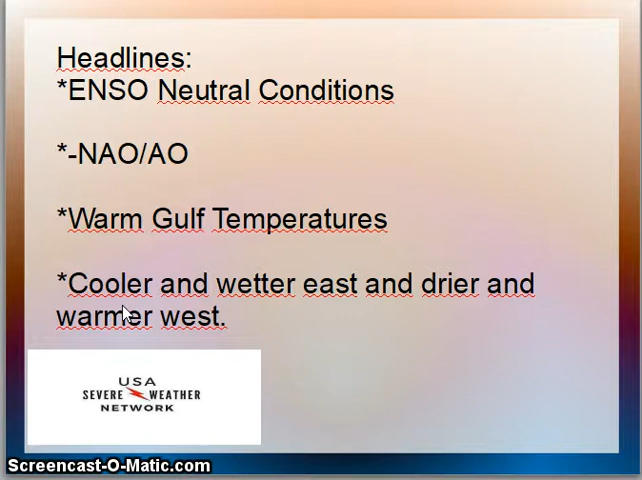 Headlines:
*ENSO Neutral Conditions
*-NAO/AO
*Warm Gulf Temperatures
*Cooler and wetter east and drier and
warmer west.
USA
SEVERE WEATHER
NETWORK
Screencast-O-Matic.com